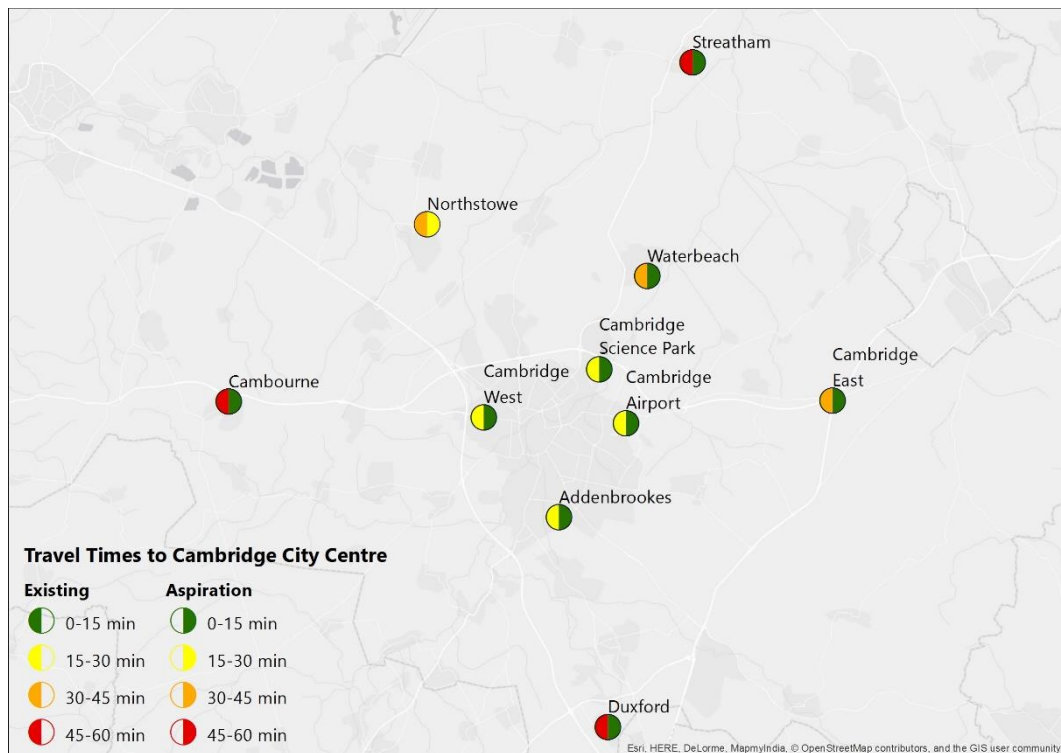 Streatham
Northstowe
Waterbeach
Cambridge
Science Park
Cambridge
East
Cambourne
Cambridge
West
Cambridge
Airport
Addenbrookes
Travel Times to Cambridge City Centre
Existing Aspiration
0-15 min 0-15 min
15-30 min 15-30 min
30-45 min 30-45 min
45-60 min 45-60 min
Duxford
Esri, HERE, DeLorme, MapmyIndia, © OpenStreetMap contributors, and the GIS user community